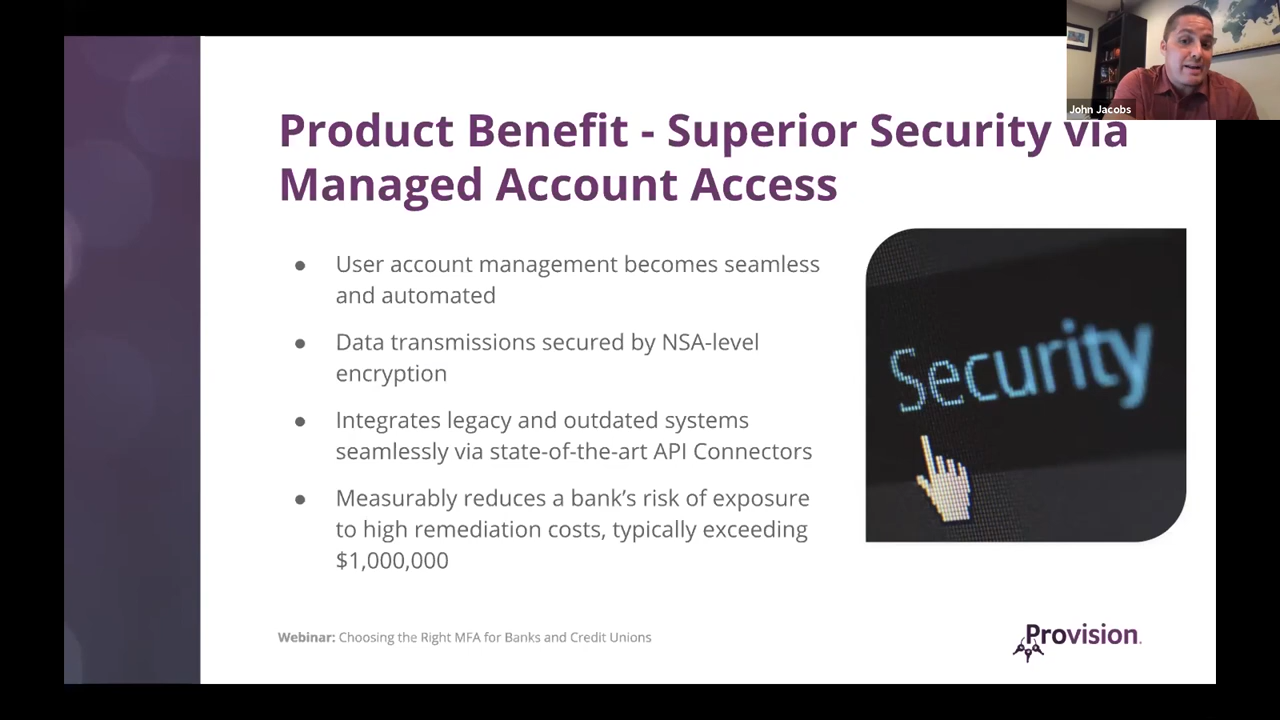 John Jacobs
Product Benefit - Superior Security via
Managed Account Access
● User account management becomes seamless
and automated
● Data transmissions secured by NSA-level
encryption
● Integrates legacy and outdated systems
seamlessly via state-of-the-art API Connectors
● Measurably reduces a bank’s risk of exposure
to high remediation costs, typically exceeding
$1,000,000
Security
Webinar: Choosing the Right MFA for Banks and Credit Unions
Provision.